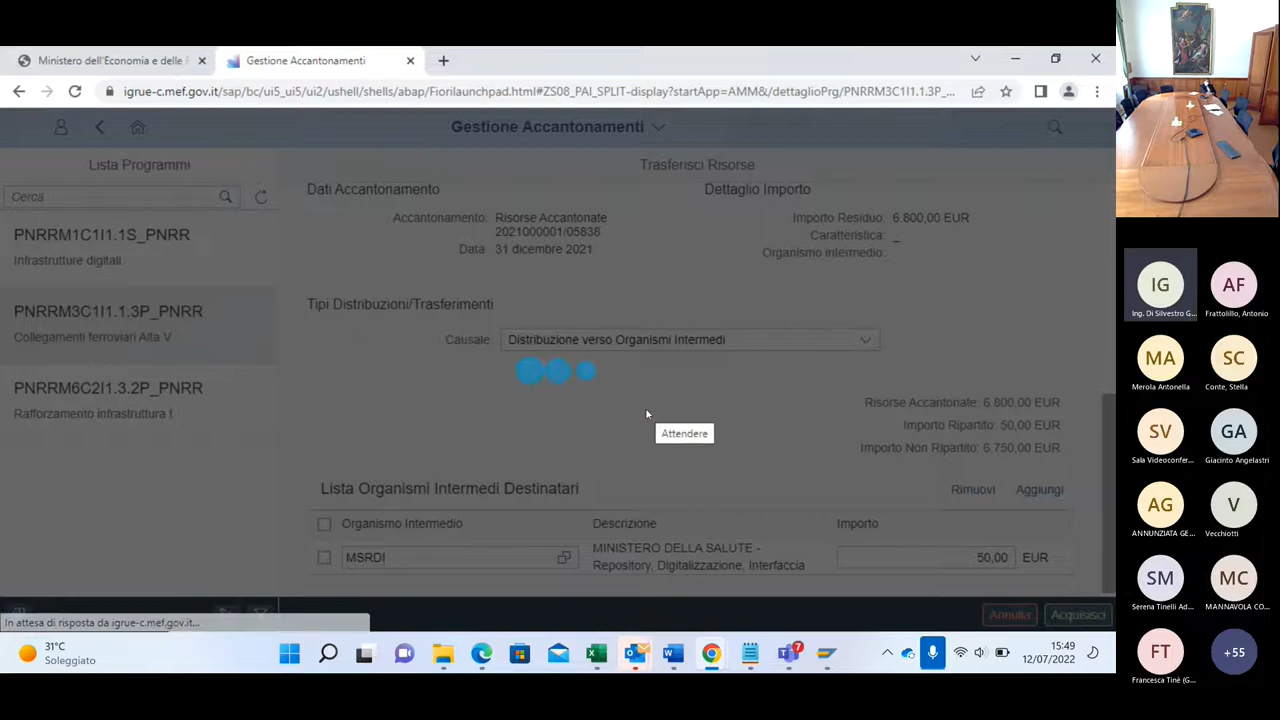 Ministero dell'Economia e delle F
Gestione Accantonamenti
igrue-c.mef.gov.it/sap/bc/ui5_ui5/ui2/ushell/shells/abap/Fiorilaunchpad.html#ZS08_PAI_SPLIT-display?startApp=AMM&/dettaglioPrg/PNRRM3C1I1.1.3P_...
Gestione Accantonamenti
Lista Programmi
Cerca
PNRRM1C1I1.1S_PNRR
Infrastrutture digitali
PNRRM3C1I1.1.3P_PNRR
Collegamenti ferroviari Alta V
PNRRM6C2I1.3.2P_PNRR
Rafforzamento infrastruttura t
Trasferisci Risorse
Dati Accantonamento
Accantonamento: Risorse Accantonate
2021000001/05838
Data: 31 dicembre 2021
Dettaglio Importo
Importo Residuo: 6.800,00 EUR
Caratteristica: _
Organismo intermedio:
Tipi Distribuzioni/Trasferimenti
Causale: Distribuzione verso Organismi Intermedi
Attendere
Risorse Accantonate: 6.800,00 EUR
Importo Ripartito: 50,00 EUR
Importo Non Ripartito: 6.750,00 EUR
Lista Organismi Intermedi Destinatari
Rimuovi Aggiungi
Organismo Intermedio Descrizione Importo
MSRDI MINISTERO DELLA SALUTE - 50,00 EUR
Repository, Digitalizzazione, Interfaccia
Annulla Acquisisci
In attesa di risposta da igrue-c.mef.gov.it...
31°C
Soleggiato
7
15:49
12/07/2022
IG
Ing. Di Silvestro G...
AF
Frattolillo, Antonio
MA
Merola Antonella
SC
Conte, Stella
SV
Sala Videoconfer...
GA
Giacinto Angelastri
AG
ANNUNZIATA GE...
V
Vecchiotti
SM
Serena Tinelli Ad...
MC
MANNAVOLA CO...
FT
Francesca Tinè (G...
+55